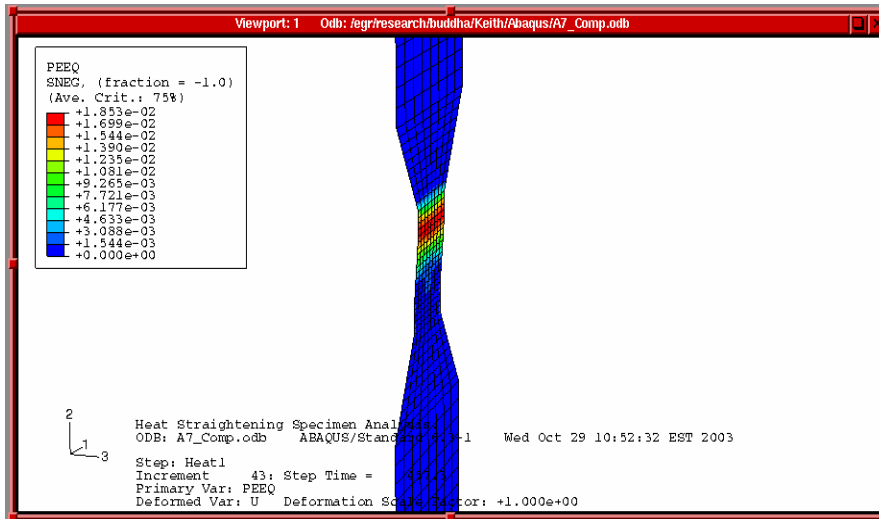 Viewport: 1 Odb: /egr/research/buddha/Keith/Abaqus/A7_Comp.odb
PEEQ
SNEG, (fraction = -1.0)
(Ave. Crit.: 75%)
+1.853e-02
+1.699e-02
+1.544e-02
+1.390e-02
+1.235e-02
+1.081e-02
+9.265e-03
+7.721e-03
+6.177e-03
+4.633e-03
+3.088e-03
+1.544e-03
+0.000e+00
2
1
3
Heat Straightening Specimen
ODB: A7_Comp.odb ABAQUS/Standard Wed Oct 29 10:52:32 EST 2003
Step: Heat1
Increment 43: Step Time =
Primary Var: PEEQ
Deformed Var: U Deformation Scale Factor: +1.000e+00